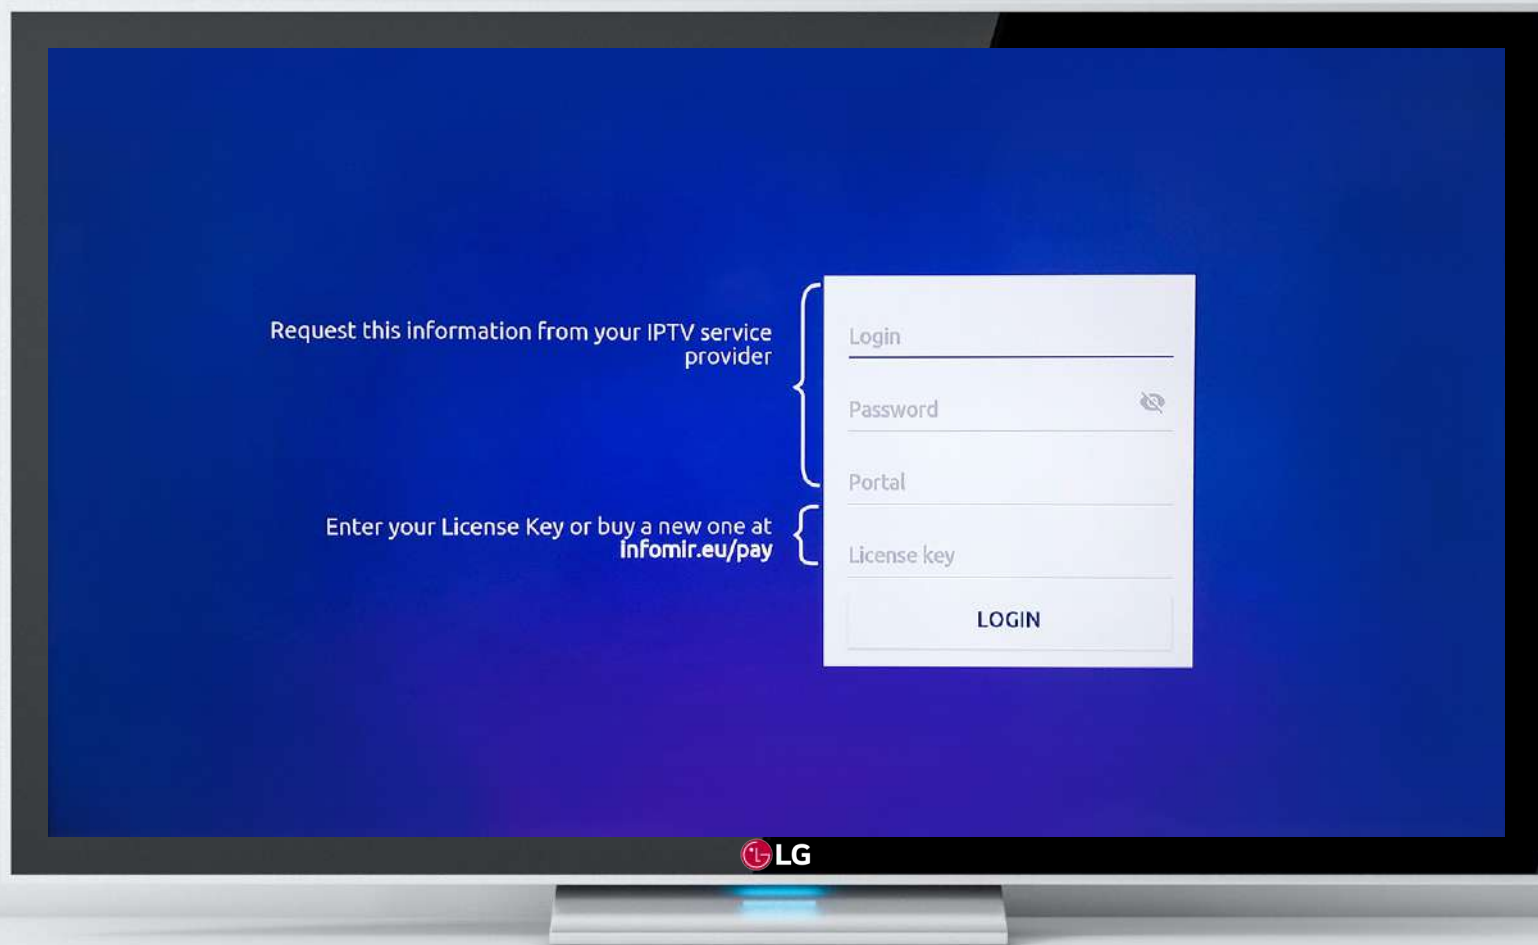 Request this information from your IPTV service
provider
Login
Password
Portal
Enter your License Key or buy a new one at
infomir.eu/pay
License key
LOGIN
LG